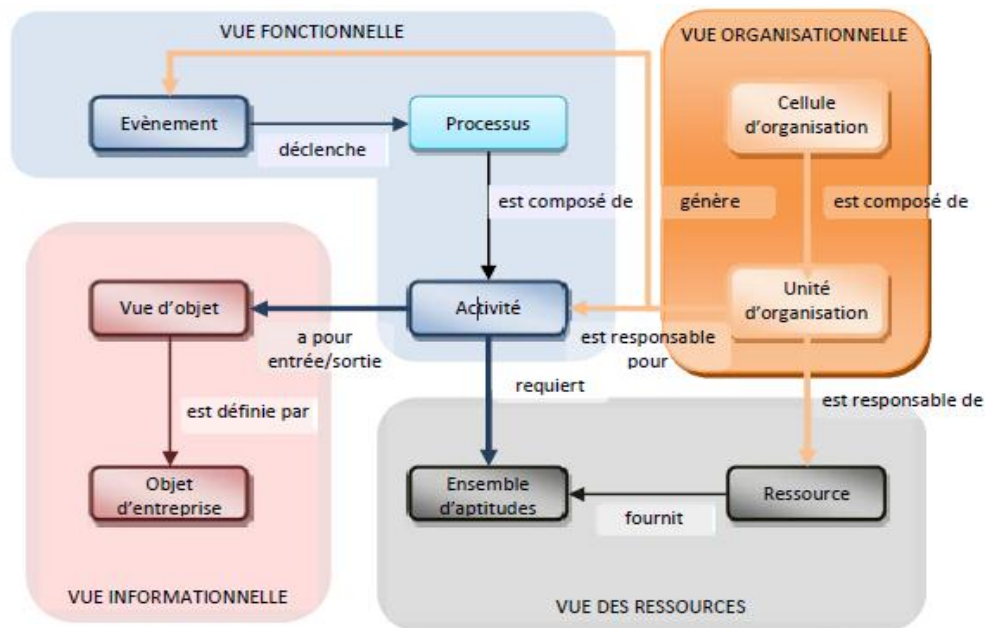 VUE FONCTIONNELLE
VUE ORGANISATIONNELLE
Evènement
déclenche
Processus
Cellule
d'organisation
est composé de
génère
est composé de
Vue d'objet
a pour
entrée/sortie
Activité
est responsable
pour
Unité
d'organisation
requiert
est responsable de
est définie par
Objet
d'entreprise
Ensemble
d'aptitudes
fournit
Ressource
VUE INFORMATIONNELLE
VUE DES RESSOURCES